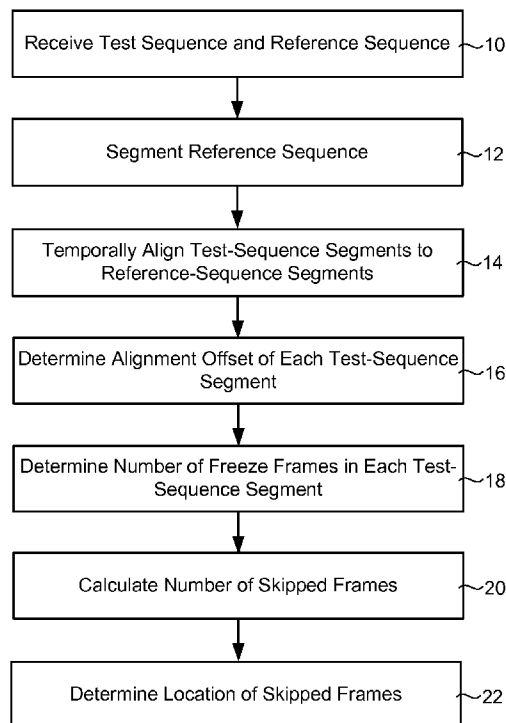 Receive Test Sequence and Reference Sequence 10
Segment Reference Sequence 12
Temporally Align Test-Sequence Segments to
Reference-Sequence Segments 14
Determine Alignment Offset of Each Test-Sequence
Segment 16
Determine Number of Freeze Frames in Each Test-
Sequence Segment 18
Calculate Number of Skipped Frames 20
Determine Location of Skipped Frames 22